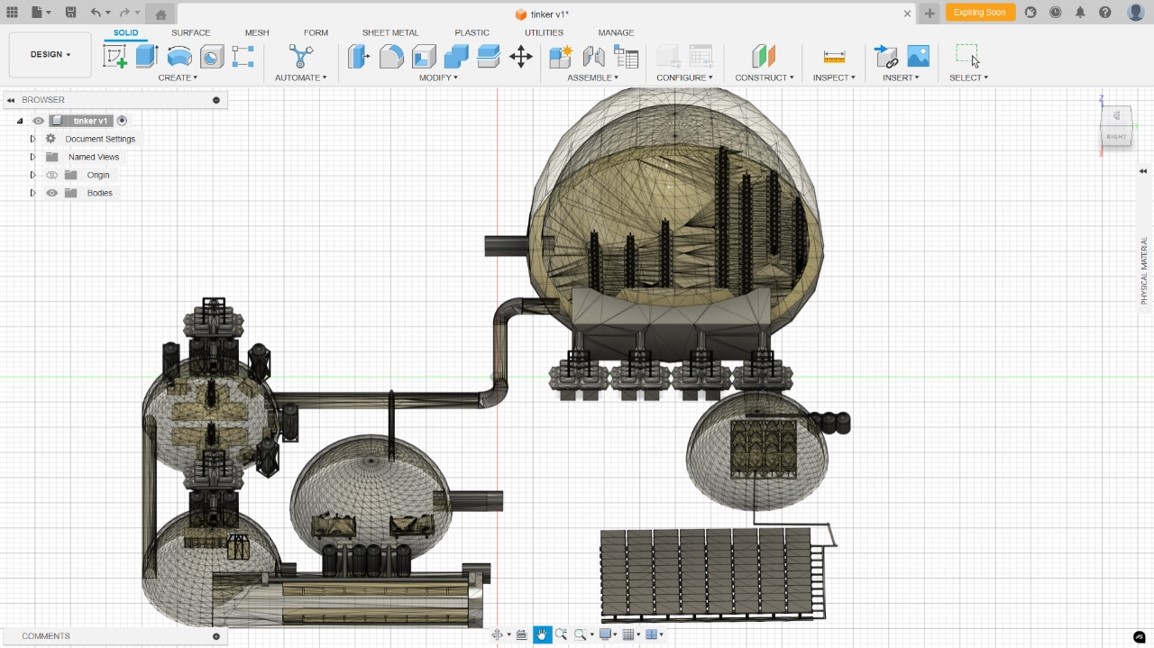 tinker v1*
Expiring Soon
SOLID SURFACE MESH FORM SHEET METAL PLASTIC UTILITIES MANAGE
DESIGN
CREATE AUTOMATE MODIFY ASSEMBLE CONFIGURE CONSTRUCT INSPECT INSERT SELECT
BROWSER
tinker v1
Document Settings
Named Views
Origin
Bodies
Z
RIGHT
PHYSICAL MATERIAL
COMMENTS